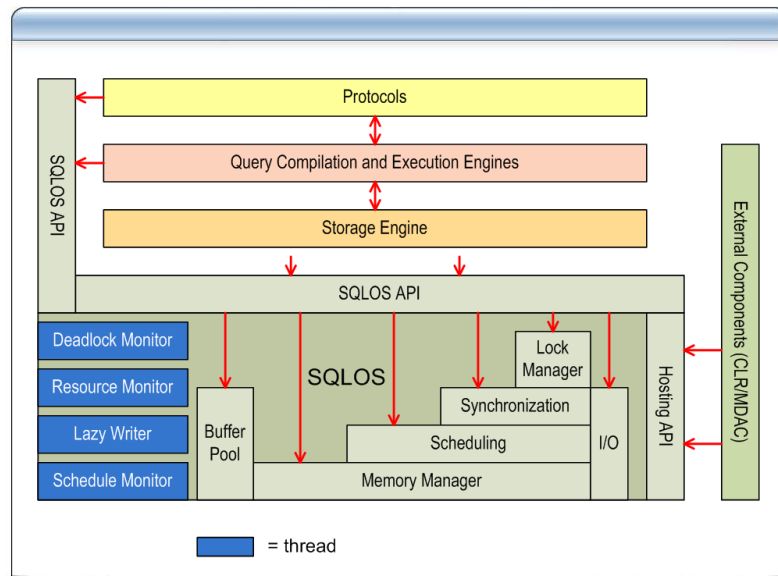 Protocols
SQLOS API
Query Compilation and Execution Engines
Storage Engine
External Components (CLR/MDAC)
SQLOS API
Deadlock Monitor
Resource Monitor
Lazy Writer
Schedule Monitor
SQLOS
Lock
Manager
Synchronization
Scheduling
Buffer
Pool
Memory Manager
I/O
Hosting API
= thread